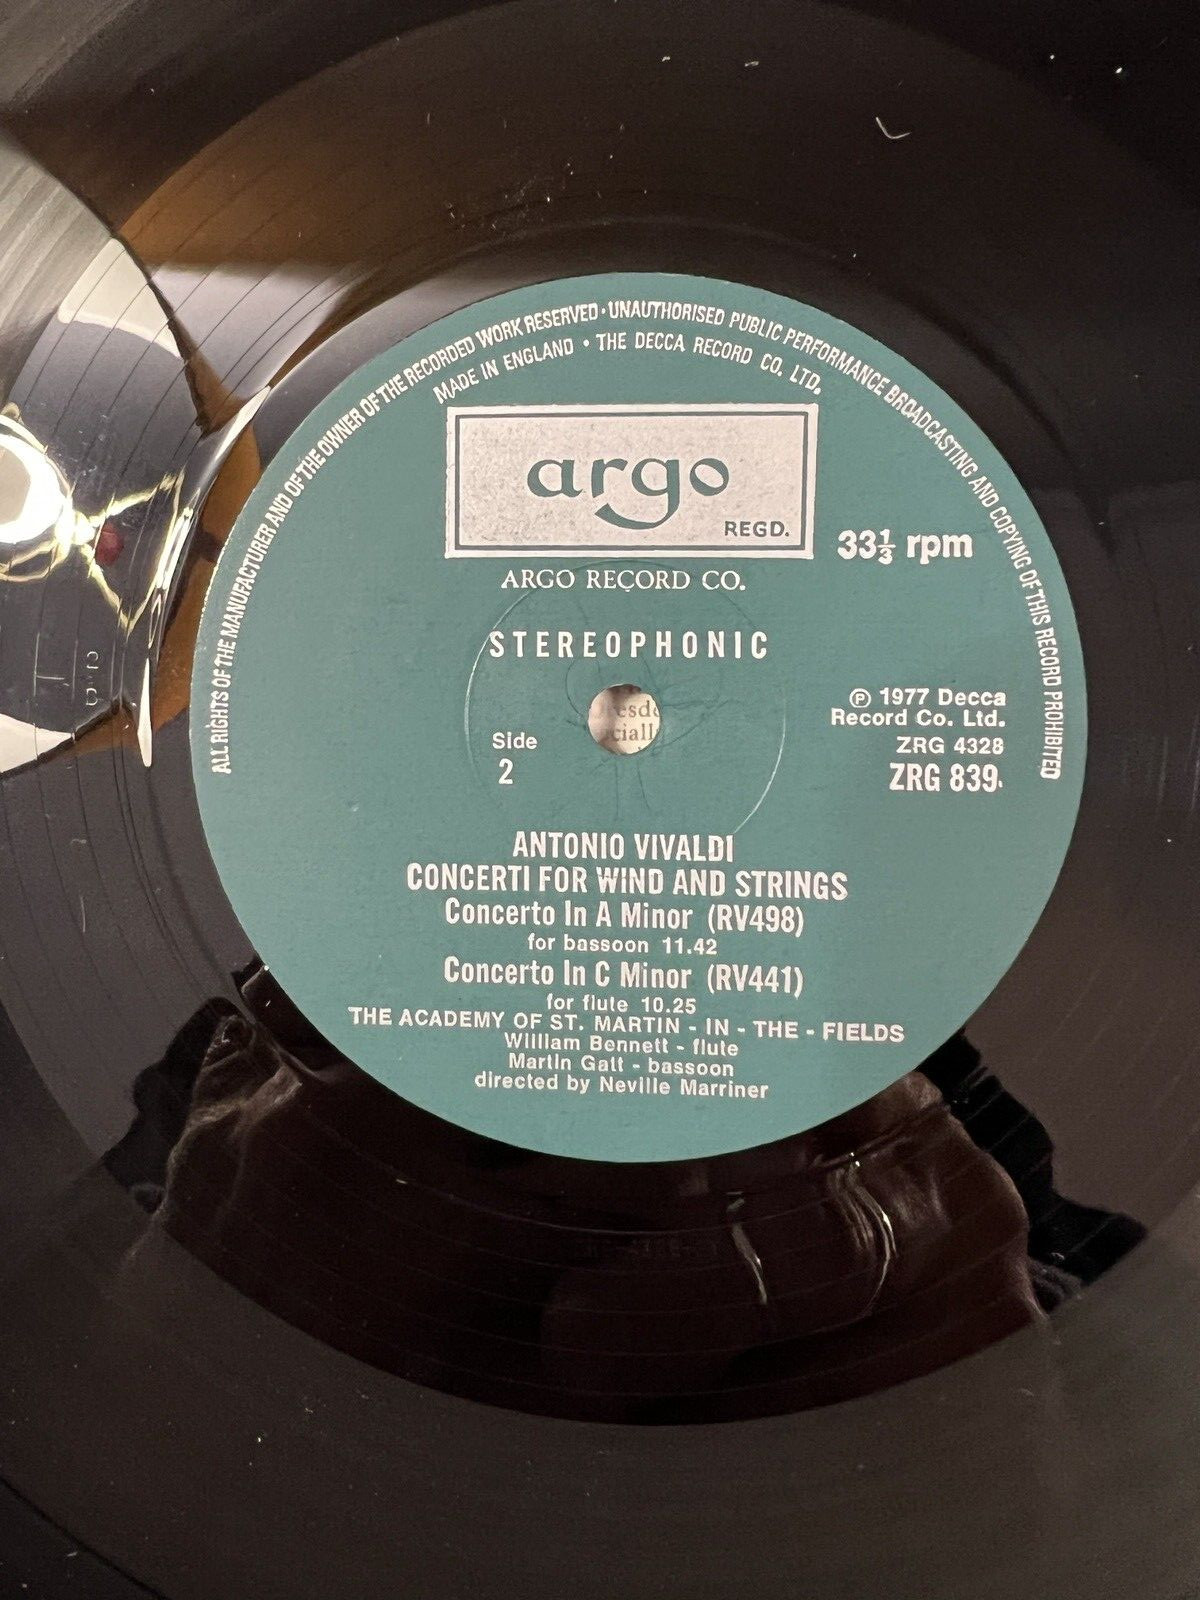 ALL RIGHTS OF THE MANUFACTURER AND OF THE OWNER OF THE RECORDED WORK RESERVED · UNAUTHORISED PUBLIC PERFORMANCE, BROADCASTING AND COPYING OF THIS RECORD PROHIBITED
MADE IN ENGLAND • THE DECCA RECORD CO. LTD.
argo
REGD.
33⅓ rpm
ARGO RECORD CO.
STEREOPHONIC
℗ 1977 Decca
Record Co. Ltd.
Side
2
ZRG 4328
ZRG 839
ANTONIO VIVALDI
CONCERTI FOR WIND AND STRINGS
Concerto In A Minor (RV498)
for bassoon 11.42
Concerto In C Minor (RV441)
for flute 10.25
THE ACADEMY OF ST. MARTIN - IN - THE - FIELDS
William Bennett - flute
Martin Gatt - bassoon
directed by Neville Marriner